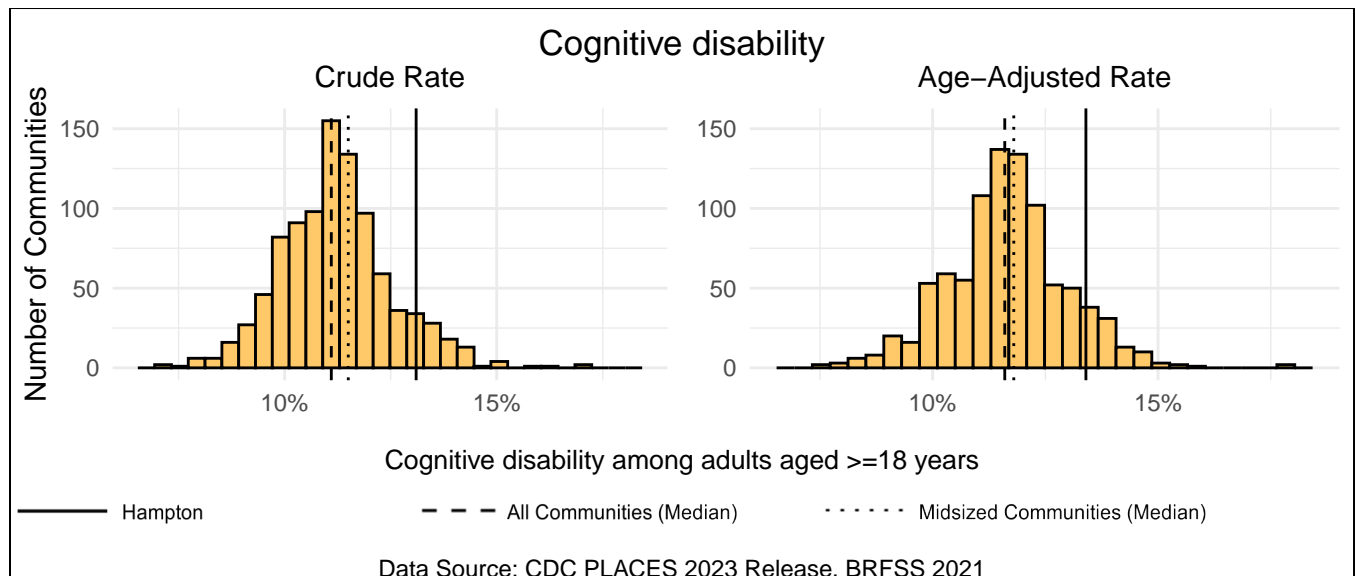 Cognitive disability
Crude Rate
Age−Adjusted Rate
Number of Communities
150
100
50
0
10%
15%
150
100
50
0
10%
15%
Cognitive disability among adults aged >=18 years
Hampton
All Communities (Median)
Midsized Communities (Median)
Data Source: CDC PLACES 2023 Release, BRFSS 2021